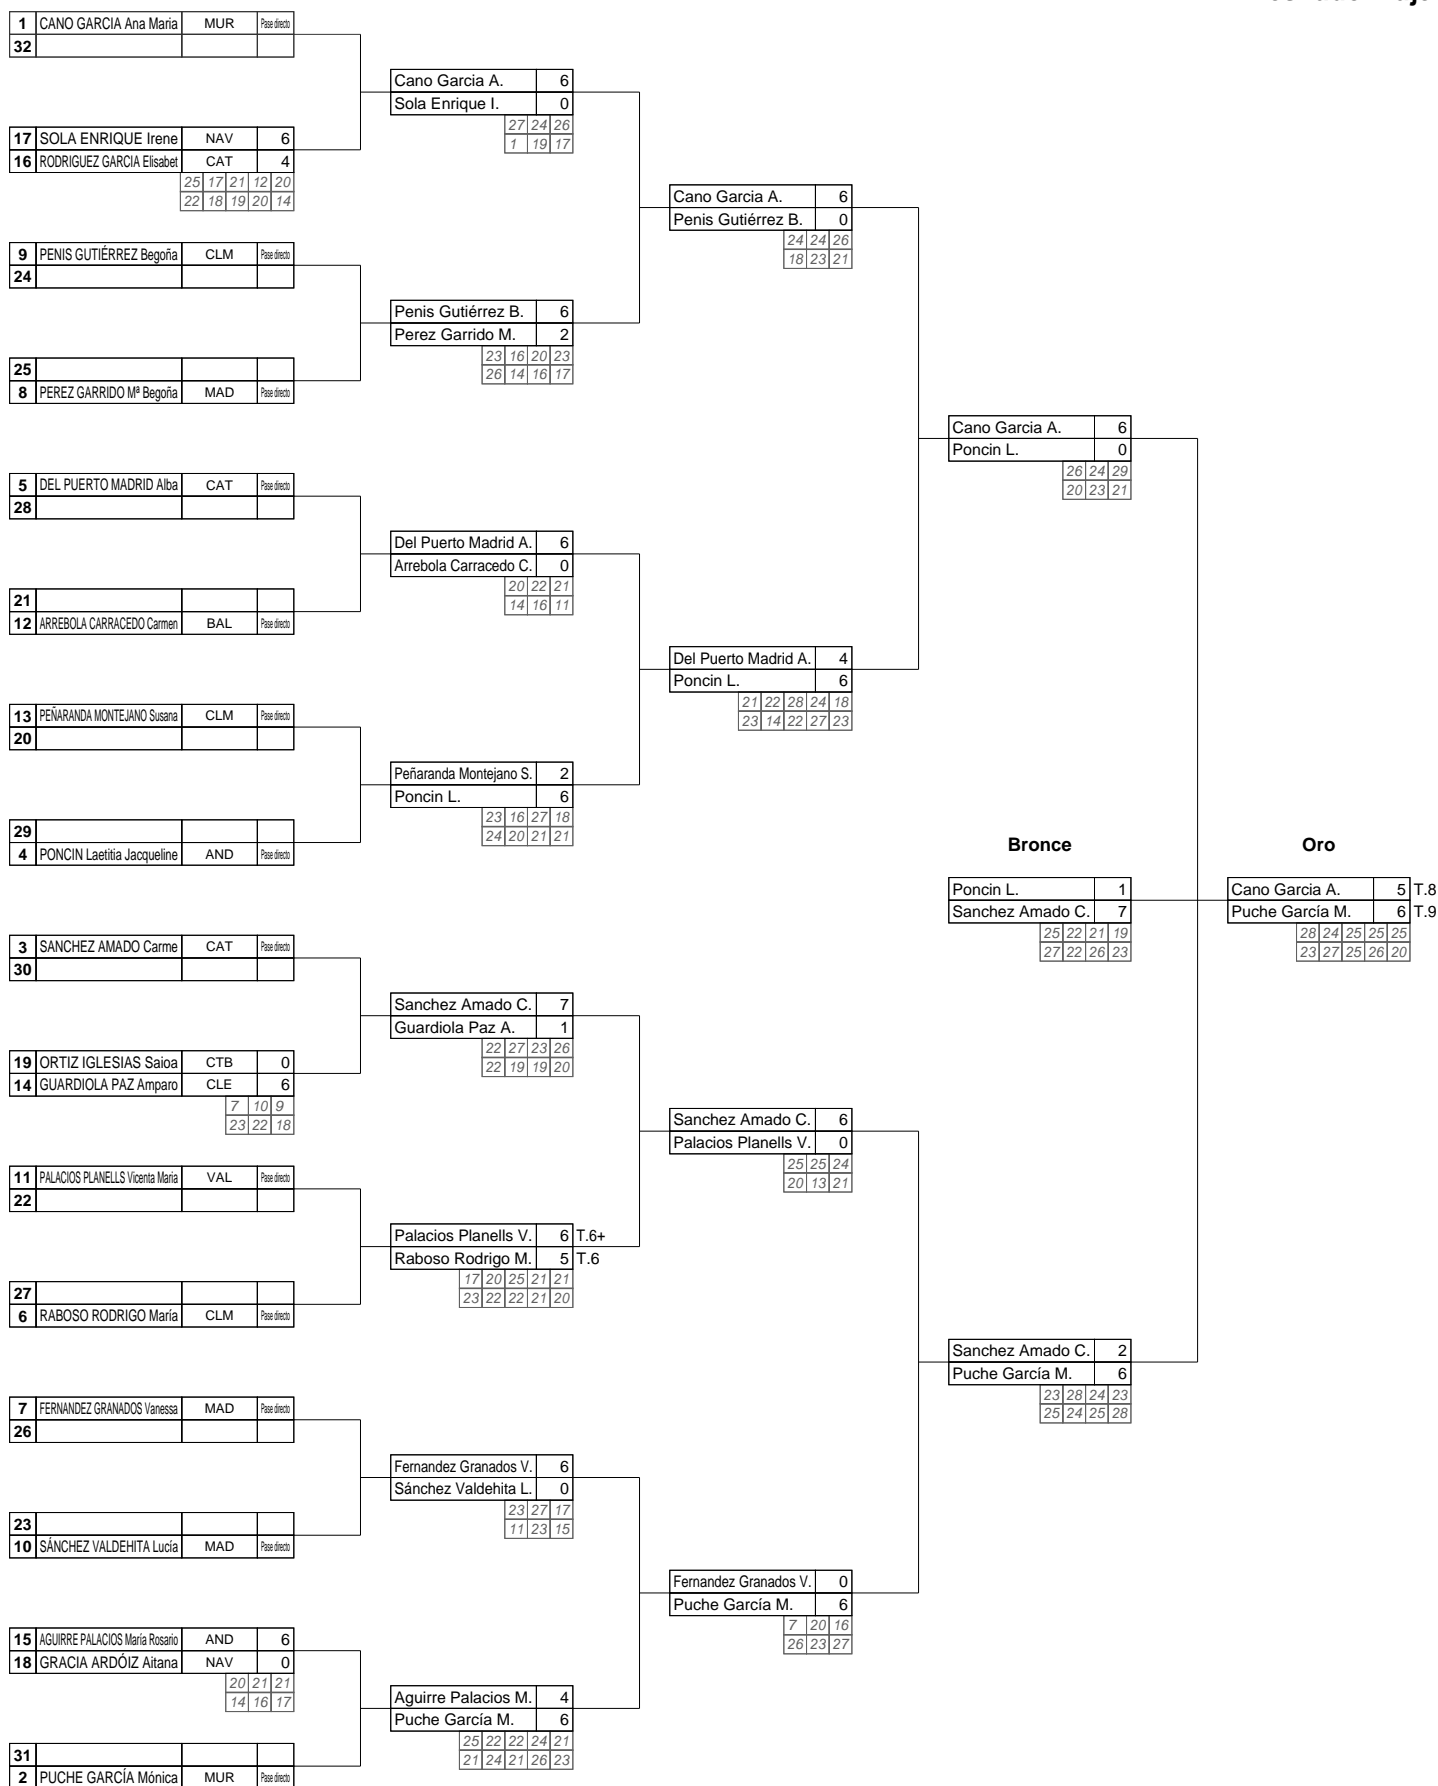 1 CANO GARCIA Ana Maria MUR Pase directo
32
Cano Garcia A. 6
Sola Enrique I. 0
27 24 26
1 19 17
17 SOLA ENRIQUE Irene NAV 6
16 RODRIGUEZ GARCIA Elisabet CAT 4
25 17 21 12 20
22 18 19 20 14
Cano Garcia A. 6
Penis Gutiérrez B. 0
24 24 26
18 23 21
9 PENIS GUTIÉRREZ Begoña CLM Pase directo
24
Penis Gutiérrez B. 6
Perez Garrido M. 2
23 16 20 23
26 14 16 17
25
8 PEREZ GARRIDO Mª Begoña MAD Pase directo
Cano Garcia A. 6
Poncin L. 0
26 24 29
20 23 21
5 DEL PUERTO MADRID Alba CAT Pase directo
28
Del Puerto Madrid A. 6
Arrebola Carracedo C. 0
20 22 21
14 16 11
21
12 ARREBOLA CARRACEDO Carmen BAL Pase directo
Del Puerto Madrid A. 4
Poncin L. 6
21 22 28 24 18
23 14 22 27 23
13 PEÑARANDA MONTEJANO Susana CLM Pase directo
20
Peñaranda Montejano S. 2
Poncin L. 6
23 16 27 18
24 20 21 21
29
4 PONCIN Laetitia Jacqueline AND Pase directo
Bronce Oro
Poncin L. 1
Sanchez Amado C. 7
25 22 21 19
27 22 26 23
Cano Garcia A. 5 T.8
Puche García M. 6 T.9
28 24 25 25 25
23 27 25 26 20
3 SANCHEZ AMADO Carme CAT Pase directo
30
Sanchez Amado C. 7
Guardiola Paz A. 1
22 27 23 26
22 19 19 20
19 ORTIZ IGLESIAS Saioa CTB 0
14 GUARDIOLA PAZ Amparo CLE 6
7 10 9
23 22 18
Sanchez Amado C. 6
Palacios Planells V. 0
25 25 24
20 13 21
11 PALACIOS PLANELLS Vicenta Maria VAL Pase directo
22
Palacios Planells V. 6 T.6+
Raboso Rodrigo M. 5 T.6
17 20 25 21 21
23 22 22 21 20
27
6 RABOSO RODRIGO María CLM Pase directo
Sanchez Amado C. 2
Puche García M. 6
23 28 24 23
25 24 25 28
7 FERNANDEZ GRANADOS Vanessa MAD Pase directo
26
Fernandez Granados V. 6
Sánchez Valdehita L. 0
23 27 17
11 23 15
23
10 SÁNCHEZ VALDEHITA Lucía MAD Pase directo
Fernandez Granados V. 0
Puche García M. 6
7 20 16
26 23 27
15 AGUIRRE PALACIOS María Rosario AND 6
18 GRACIA ARDÓIZ Aitana NAV 0
20 21 21
14 16 17
Aguirre Palacios M. 4
Puche García M. 6
25 22 22 24 21
21 24 21 26 23
31
2 PUCHE GARCÍA Mónica MUR Pase directo